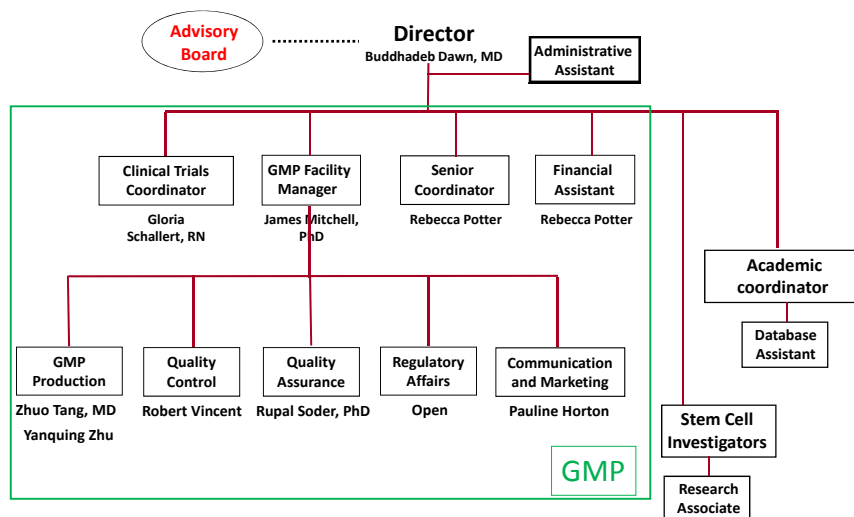 Advisory
Board
Director
Buddhadeb Dawn, MD
Administrative
Assistant
Clinical Trials
Coordinator
Gloria
Schallert, RN
GMP Facility
Manager
James Mitchell,
PhD
Senior
Coordinator
Rebecca Potter
Financial
Assistant
Rebecca Potter
Academic
coordinator
Database
Assistant
GMP
Production
Zhuo Tang, MD
Yanquing Zhu
Quality
Control
Robert Vincent
Quality
Assurance
Rupal Soder, PhD
Regulatory
Affairs
Open
Communication
and Marketing
Pauline Horton
Stem Cell
Investigators
Research
Associate
GMP